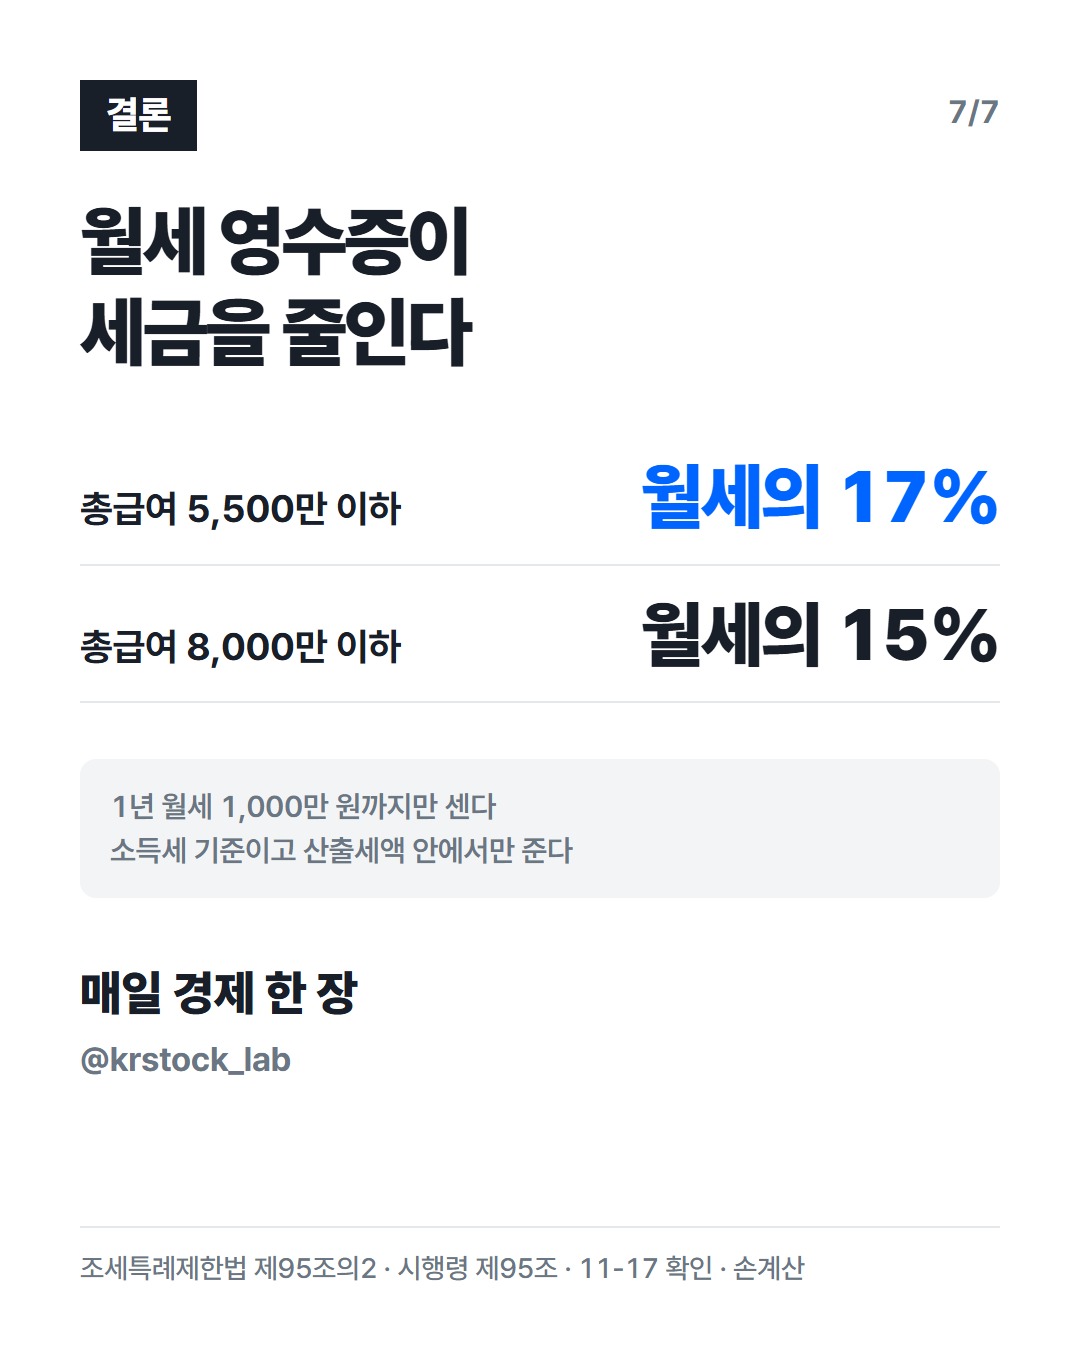 결론
7/7
월세 영수증이
세금을 줄인다
총급여 5,500만 이하
월세의 17%
총급여 8,000만 이하
월세의 15%
1년 월세 1,000만 원까지만 센다
소득세 기준이고 산출세액 안에서만 준다
매일 경제 한 장
@krstock_lab
조세특례제한법 제95조의2 · 시행령 제95조 · 11-17 확인 · 손계산